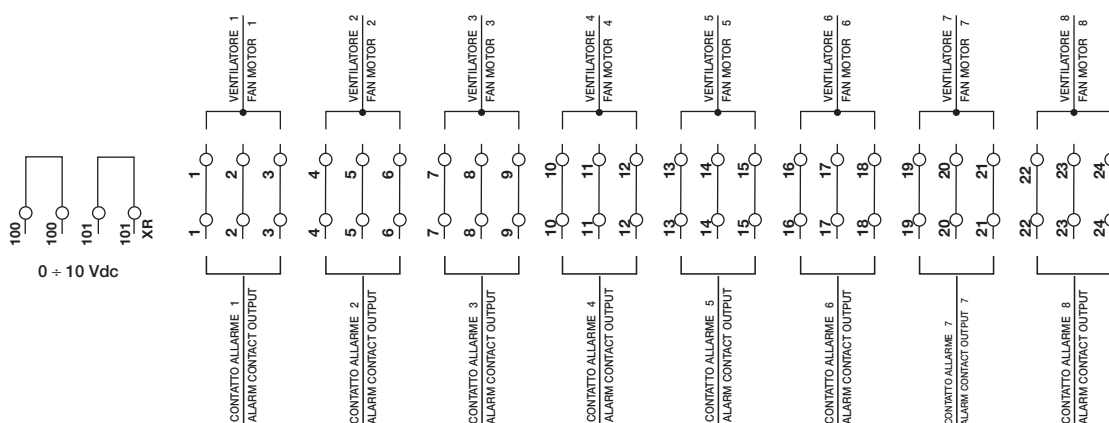 VENTILATORE 1
FAN MOTOR 1
VENTILATORE 2
FAN MOTOR 2
VENTILATORE 3
FAN MOTOR 3
VENTILATORE 4
FAN MOTOR 4
VENTILATORE 5
FAN MOTOR 5
VENTILATORE 6
FAN MOTOR 6
VENTILATORE 7
FAN MOTOR 7
VENTILATORE 8
FAN MOTOR 8
1 2 3 4 5 6 7 8 9 10 11 12 13 14 15 16 17 18 19 20 21 22 23 24
100 100 101 101 XR
1 2 3 4 5 6 7 8 9 10 11 12 13 14 15 16 17 18 19 20 21 22 23 24
0 ÷ 10 Vdc
CONTATTO ALLARME 1
ALARM CONTACT OUTPUT
CONTATTO ALLARME 2
ALARM CONTACT OUTPUT
CONTATTO ALLARME 3
ALARM CONTACT OUTPUT
CONTATTO ALLARME 4
ALARM CONTACT OUTPUT
CONTATTO ALLARME 5
ALARM CONTACT OUTPUT
CONTATTO ALLARME 6
ALARM CONTACT OUTPUT
CONTATTO ALLARME 7
ALARM CONTACT OUTPUT 7
CONTATTO ALLARME 8
ALARM CONTACT OUTPUT